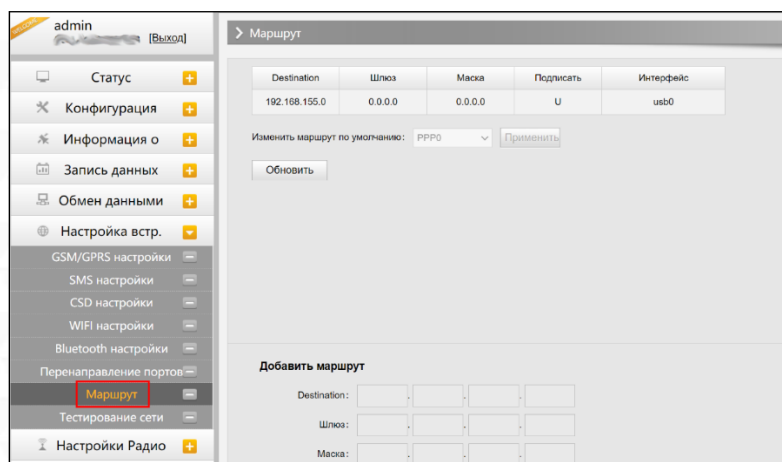 admin
[Выход]
Статус
Конфигурация
Информация о
Запись данных
Обмен данными
Настройка встр.
GSM/GPRS настройки
SMS настройки
CSD настройки
WIFI настройки
Bluetooth настройки
Перенаправление портов
Маршрут
Тестирование сети
Настройки Радио
Маршрут
Destination Шлюз Маска Подписать Интерфейс
192.168.155.0 0.0.0.0 0.0.0.0 U usb0
Изменить маршрут по умолчанию: PPP0 Применить
Обновить
Добавить маршрут
Destination:
Шлюз:
Маска: